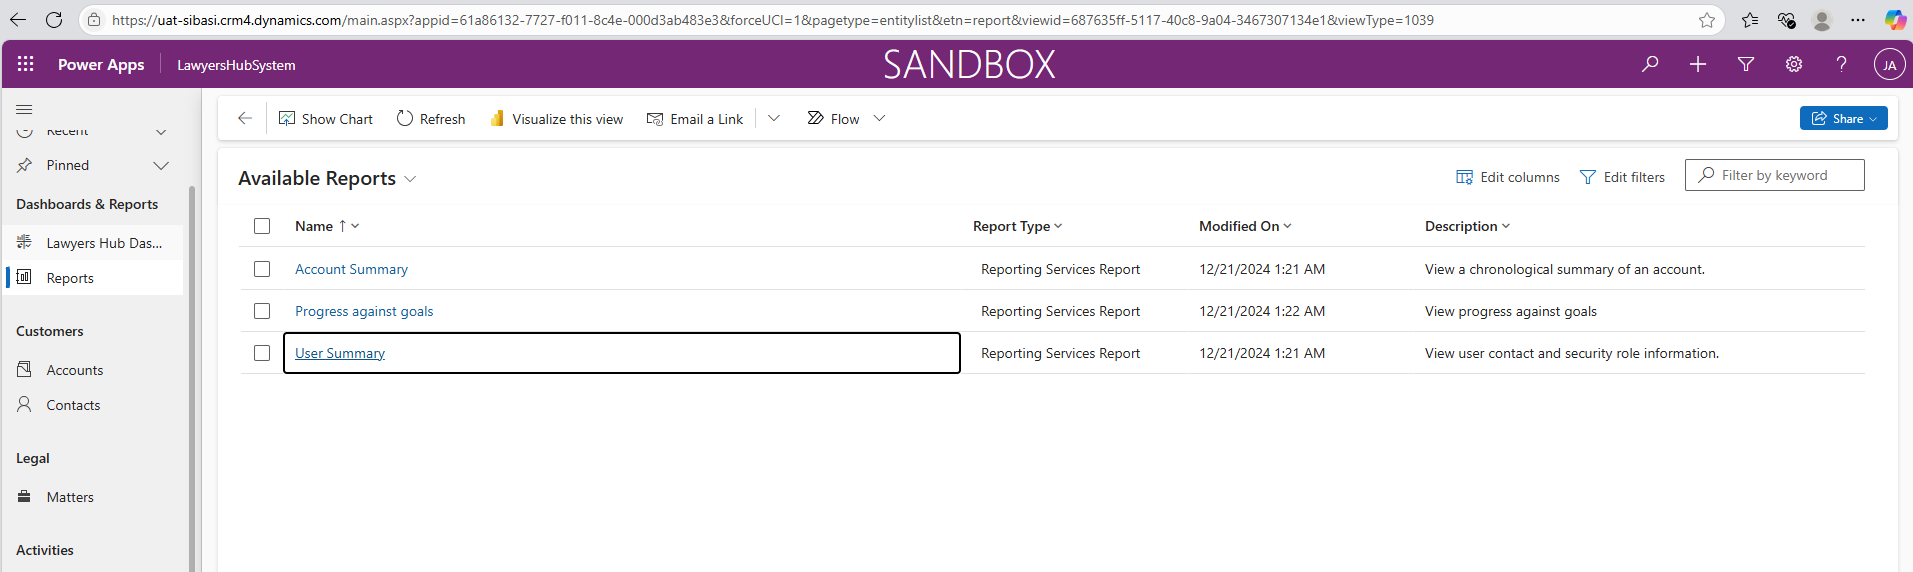 https://uat-sibasi.crm4.dynamics.com/main.aspx?appid=61a86132-7727-f011-8c4e-000d3ab483e3&forceUCI=1&pagetype=entitylist&etn=report&viewid=687635ff-5117-40c8-9a04-3467307134e1&viewType=1039
Power Apps LawyersHubSystem SANDBOX ? JA
Show Chart Refresh Visualize this view Email a Link Flow Share
Recent
Pinned
Dashboards & Reports
Lawyers Hub Das...
Reports
Customers
Accounts
Contacts
Legal
Matters
Activities
Available Reports Edit columns Edit filters Filter by keyword
Name ↑ Report Type Modified On Description
Account Summary Reporting Services Report 12/21/2024 1:21 AM View a chronological summary of an account.
Progress against goals Reporting Services Report 12/21/2024 1:22 AM View progress against goals
User Summary Reporting Services Report 12/21/2024 1:21 AM View user contact and security role information.